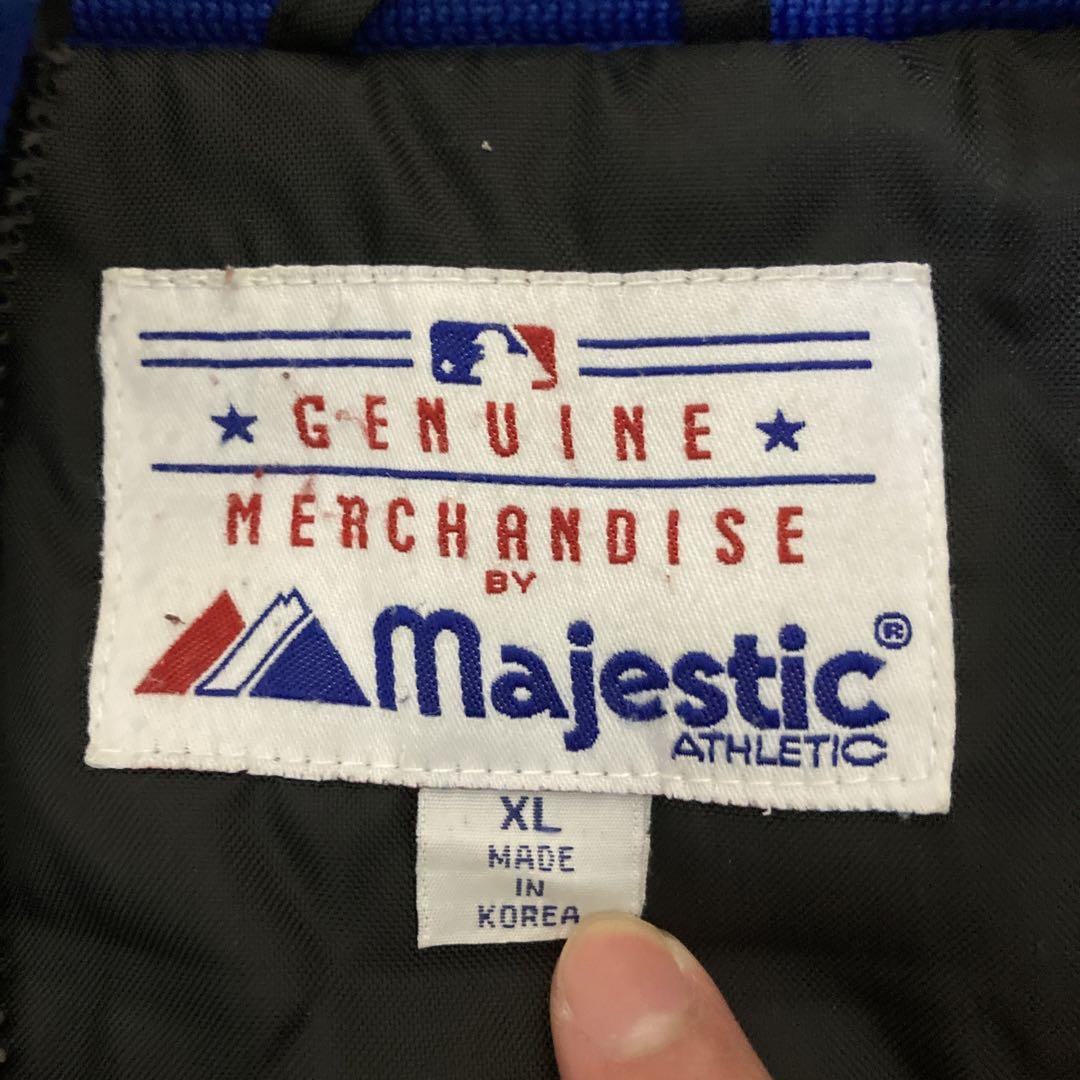 GENUINE
MERCHANDISE
BY
Majestic®
ATHLETIC
XL
MADE
IN
KOREA